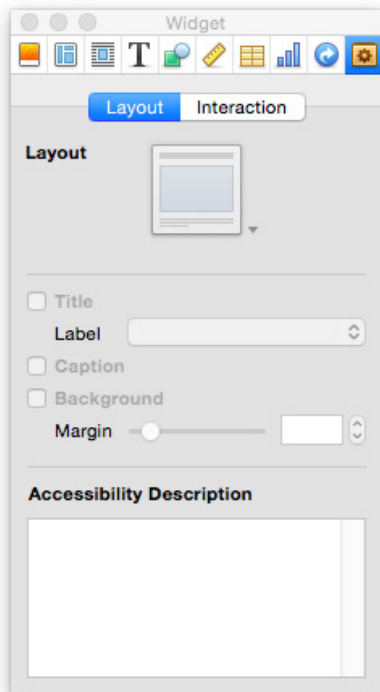 Widget
T
Layout Interaction
Layout
Title
Label
Caption
Background
Margin
Accessibility Description